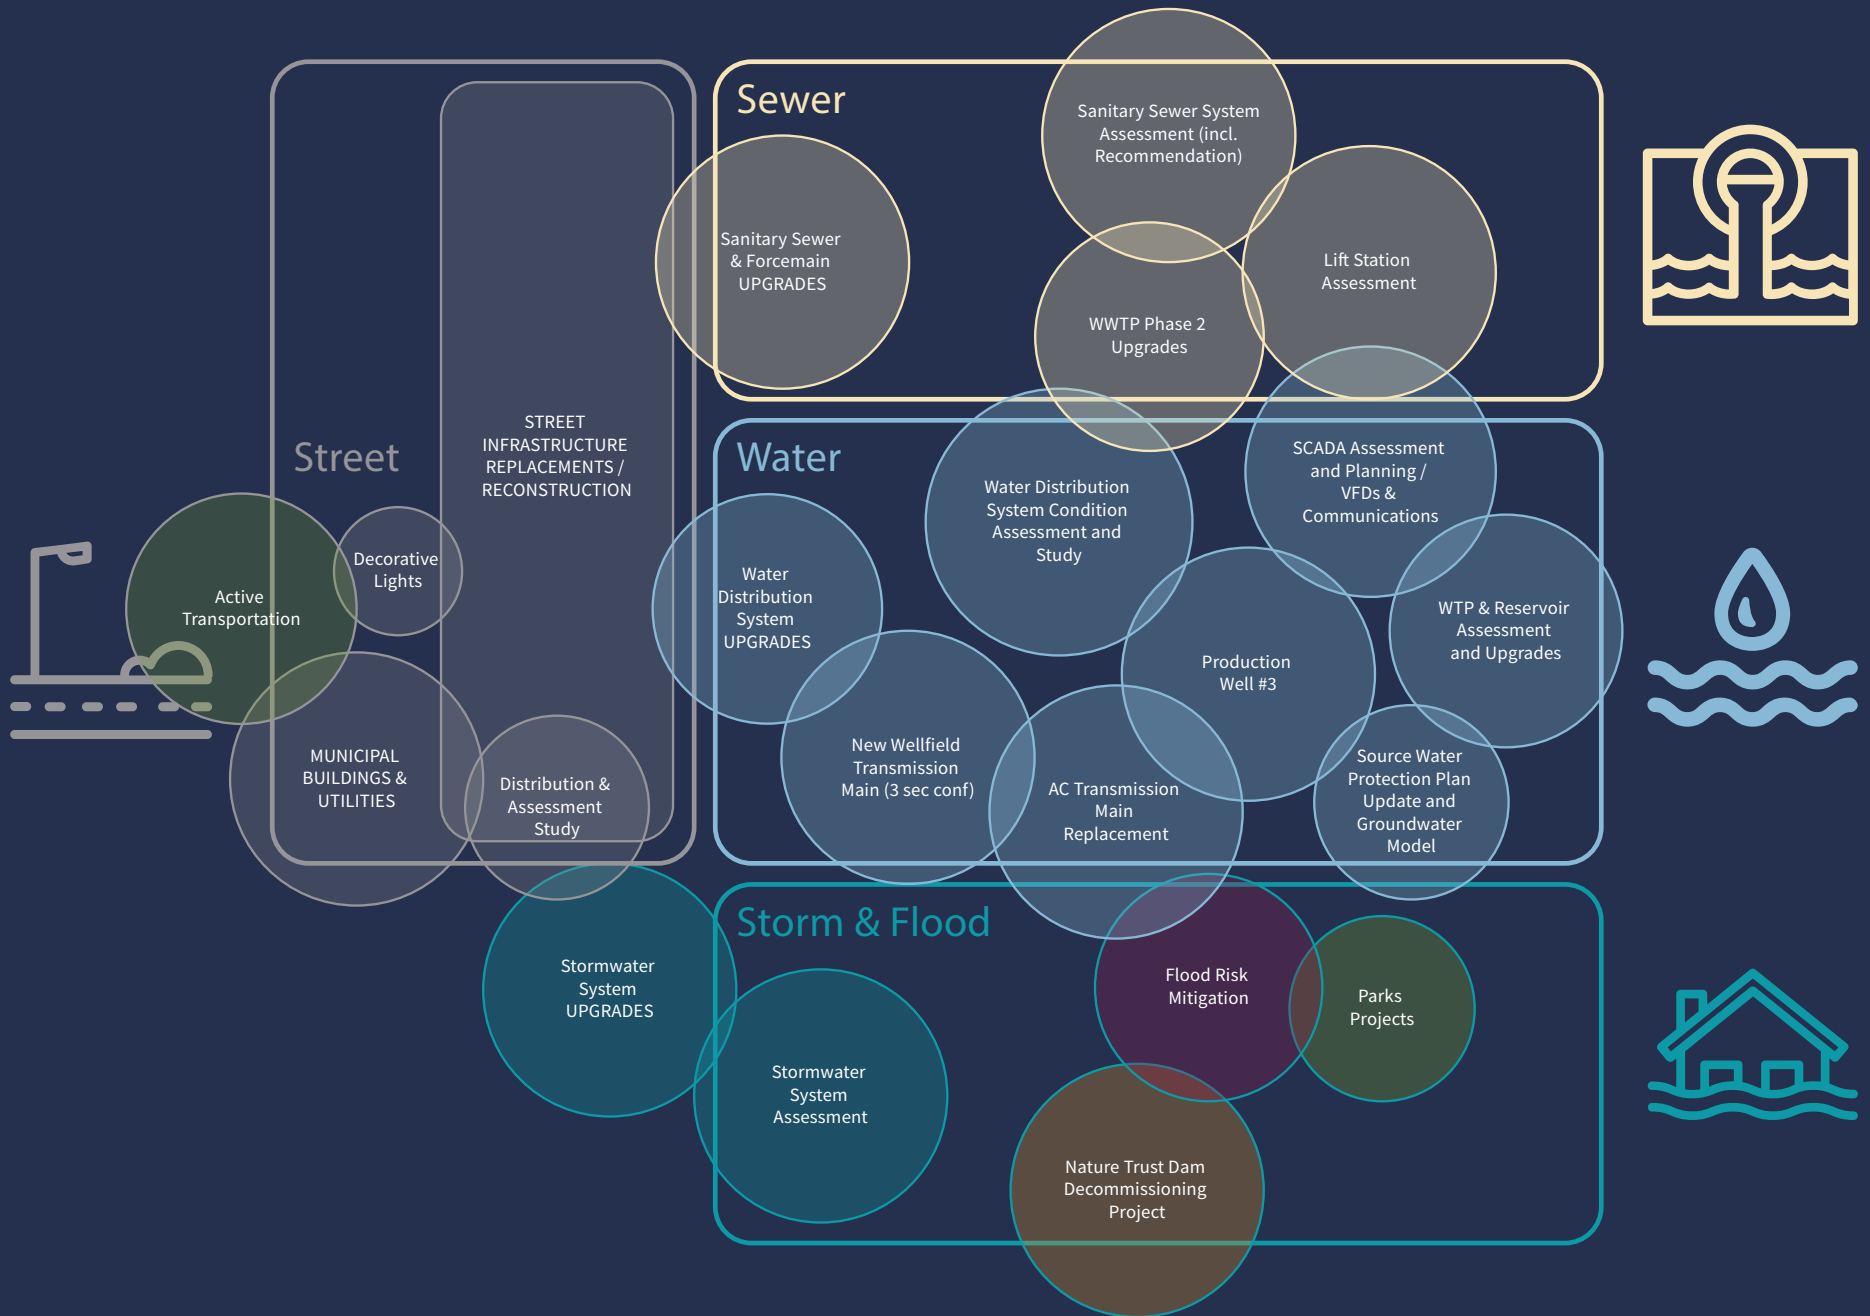 Sewer
Sanitary Sewer System
Assessment (incl.
Recommendation)
Sanitary Sewer
& Forcemain
UPGRADES
Lift Station
Assessment
WWTP Phase 2
Upgrades
Street
STREET
INFRASTRUCTURE
REPLACEMENTS /
RECONSTRUCTION
Decorative
Lights
Active
Transportation
MUNICIPAL
BUILDINGS &
UTILITIES
Distribution &
Assessment
Study
Water
SCADA Assessment
and Planning /
VFDs &
Communications
Water Distribution
System Condition
Assessment and
Study
Water
Distribution
System
UPGRADES
WTP & Reservoir
Assessment
and Upgrades
Production
Well #3
New Wellfield
Transmission
Main (3 sec conf)
AC Transmission
Main
Replacement
Source Water
Protection Plan
Update and
Groundwater
Model
Storm & Flood
Stormwater
System
UPGRADES
Flood Risk
Mitigation
Parks
Projects
Stormwater
System
Assessment
Nature Trust Dam
Decommissioning
Project